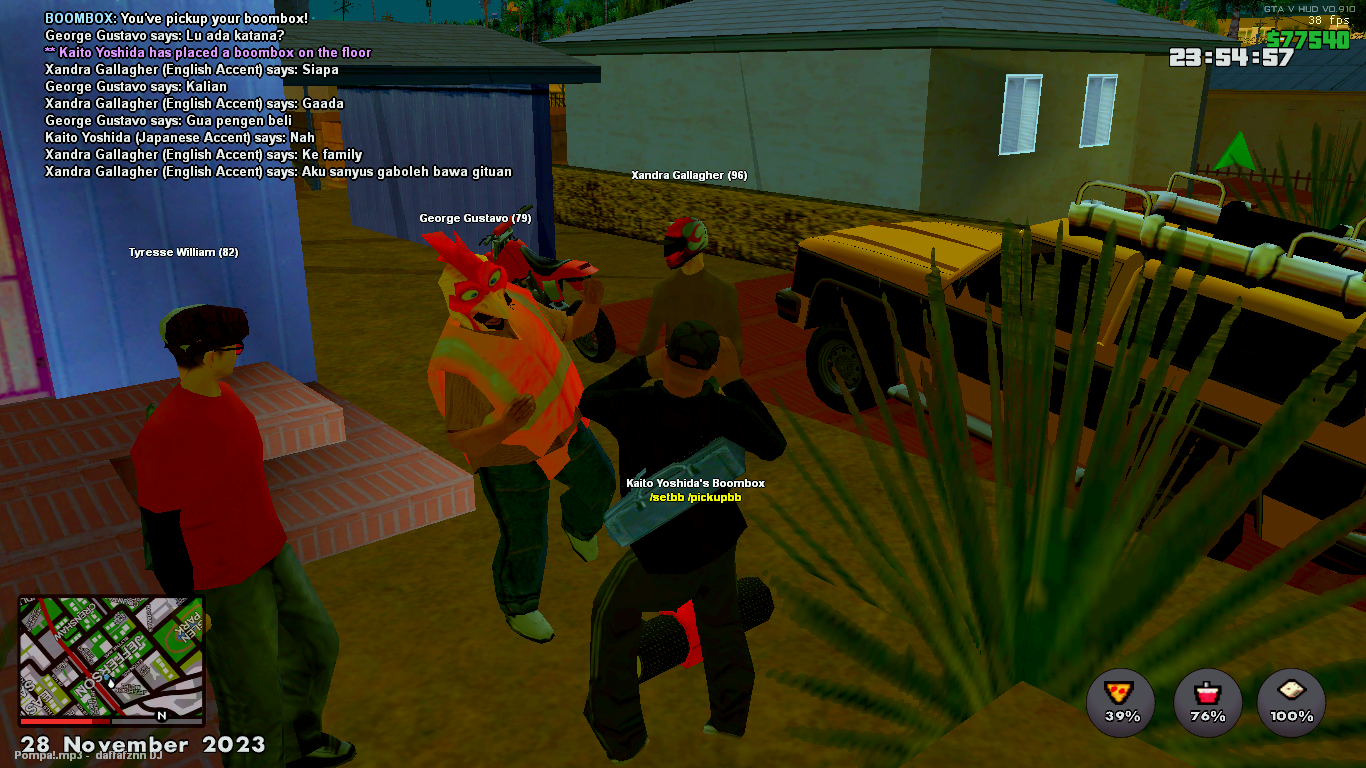 BOOMBOX: You've pickup your boombox!
George Gustavo says: Lu ada katana?
** Kaito Yoshida has placed a boombox on the floor
Xandra Gallagher (English Accent) says: Siapa
George Gustavo says: Kalian
Xandra Gallagher (English Accent) says: Gaada
George Gustavo says: Gua pengen beli
Kaito Yoshida (Japanese Accent) says: Nah
Xandra Gallagher (English Accent) says: Ke family
Xandra Gallagher (English Accent) says: Aku sanyus gaboleh bawa gituan
GTA V HUD V0.910
38 fps
$77540
23:54:57
Xandra Gallagher (96)
George Gustavo (79)
Tyresse William (82)
Kaito Yoshida's Boombox
/setbb /pickupbb
CRENSHAW
GLEN PARK
JEFFERSON
N
39%
76%
100%
28 November 2023
Pompa!.mp3 - daffafznn DJ